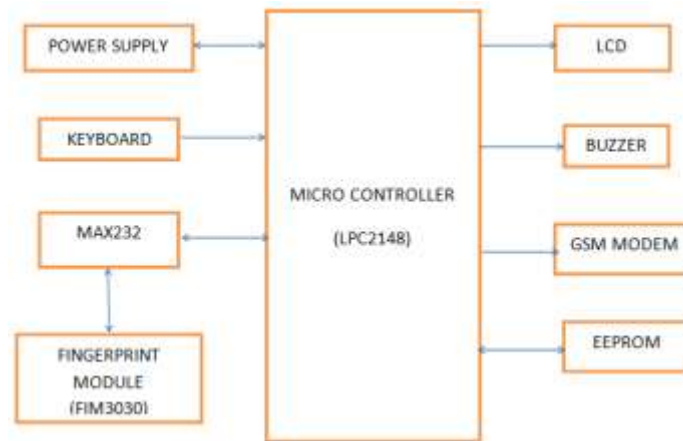 POWER SUPPLY
KEYBOARD
MAX232
FINGERPRINT
MODULE
(FIM3030)
MICRO CONTROLLER
(LPC2148)
LCD
BUZZER
GSM MODEM
EEPROM